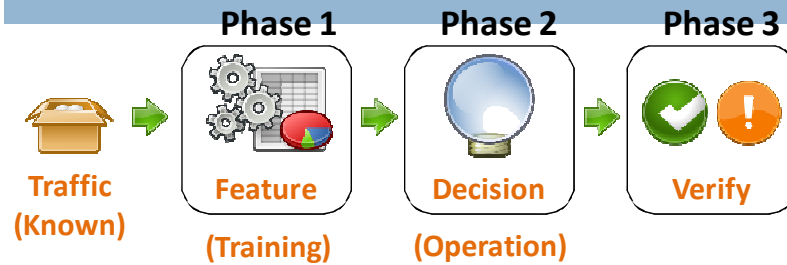 Phase 1
Phase 2
Phase 3
Traffic
(Known)
Feature
(Training)
Decision
(Operation)
Verify